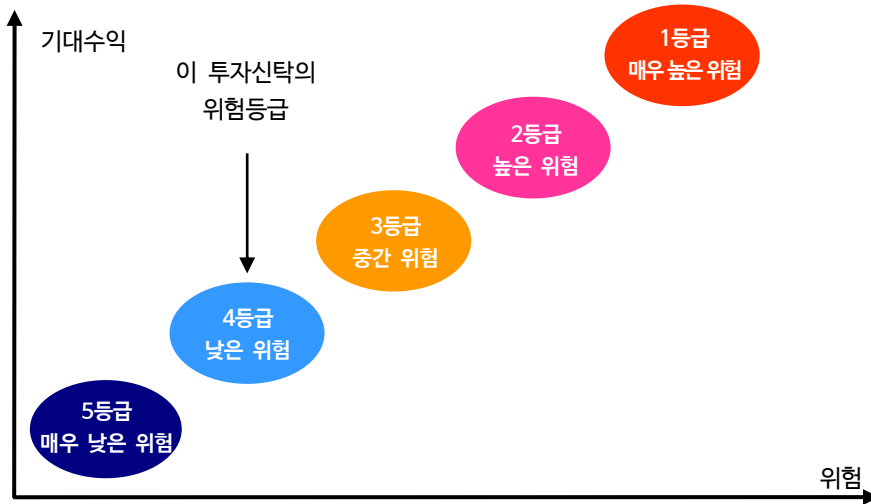 기대수익
이 투자신탁의
위험등급
1등급
매우 높은 위험
2등급
높은 위험
3등급
중간 위험
4등급
낮은 위험
5등급
매우 낮은 위험
위험